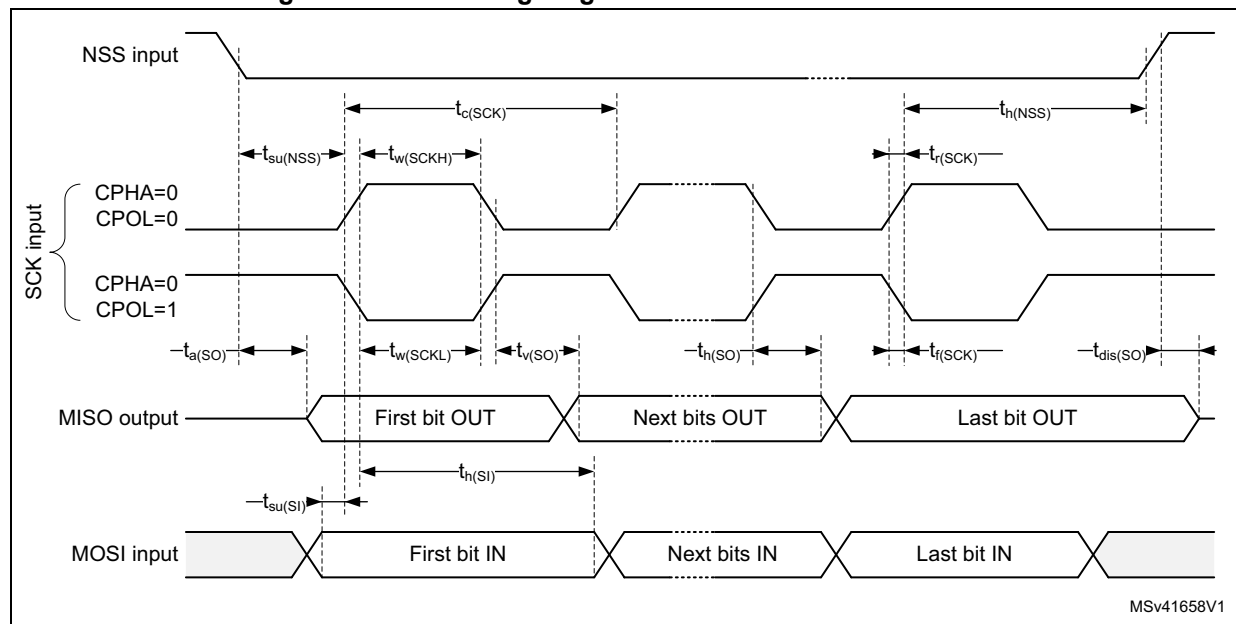 NSS input
tc(SCK)
th(NSS)
tsu(NSS)
tw(SCKH)
tr(SCK)
SCK input
CPHA=0
CPOL=0
CPHA=0
CPOL=1
ta(SO)
tw(SCKL)
tv(SO)
th(SO)
tf(SCK)
tdis(SO)
MISO output
First bit OUT
Next bits OUT
Last bit OUT
th(SI)
tsu(SI)
MOSI input
First bit IN
Next bits IN
Last bit IN
MSv41658V1